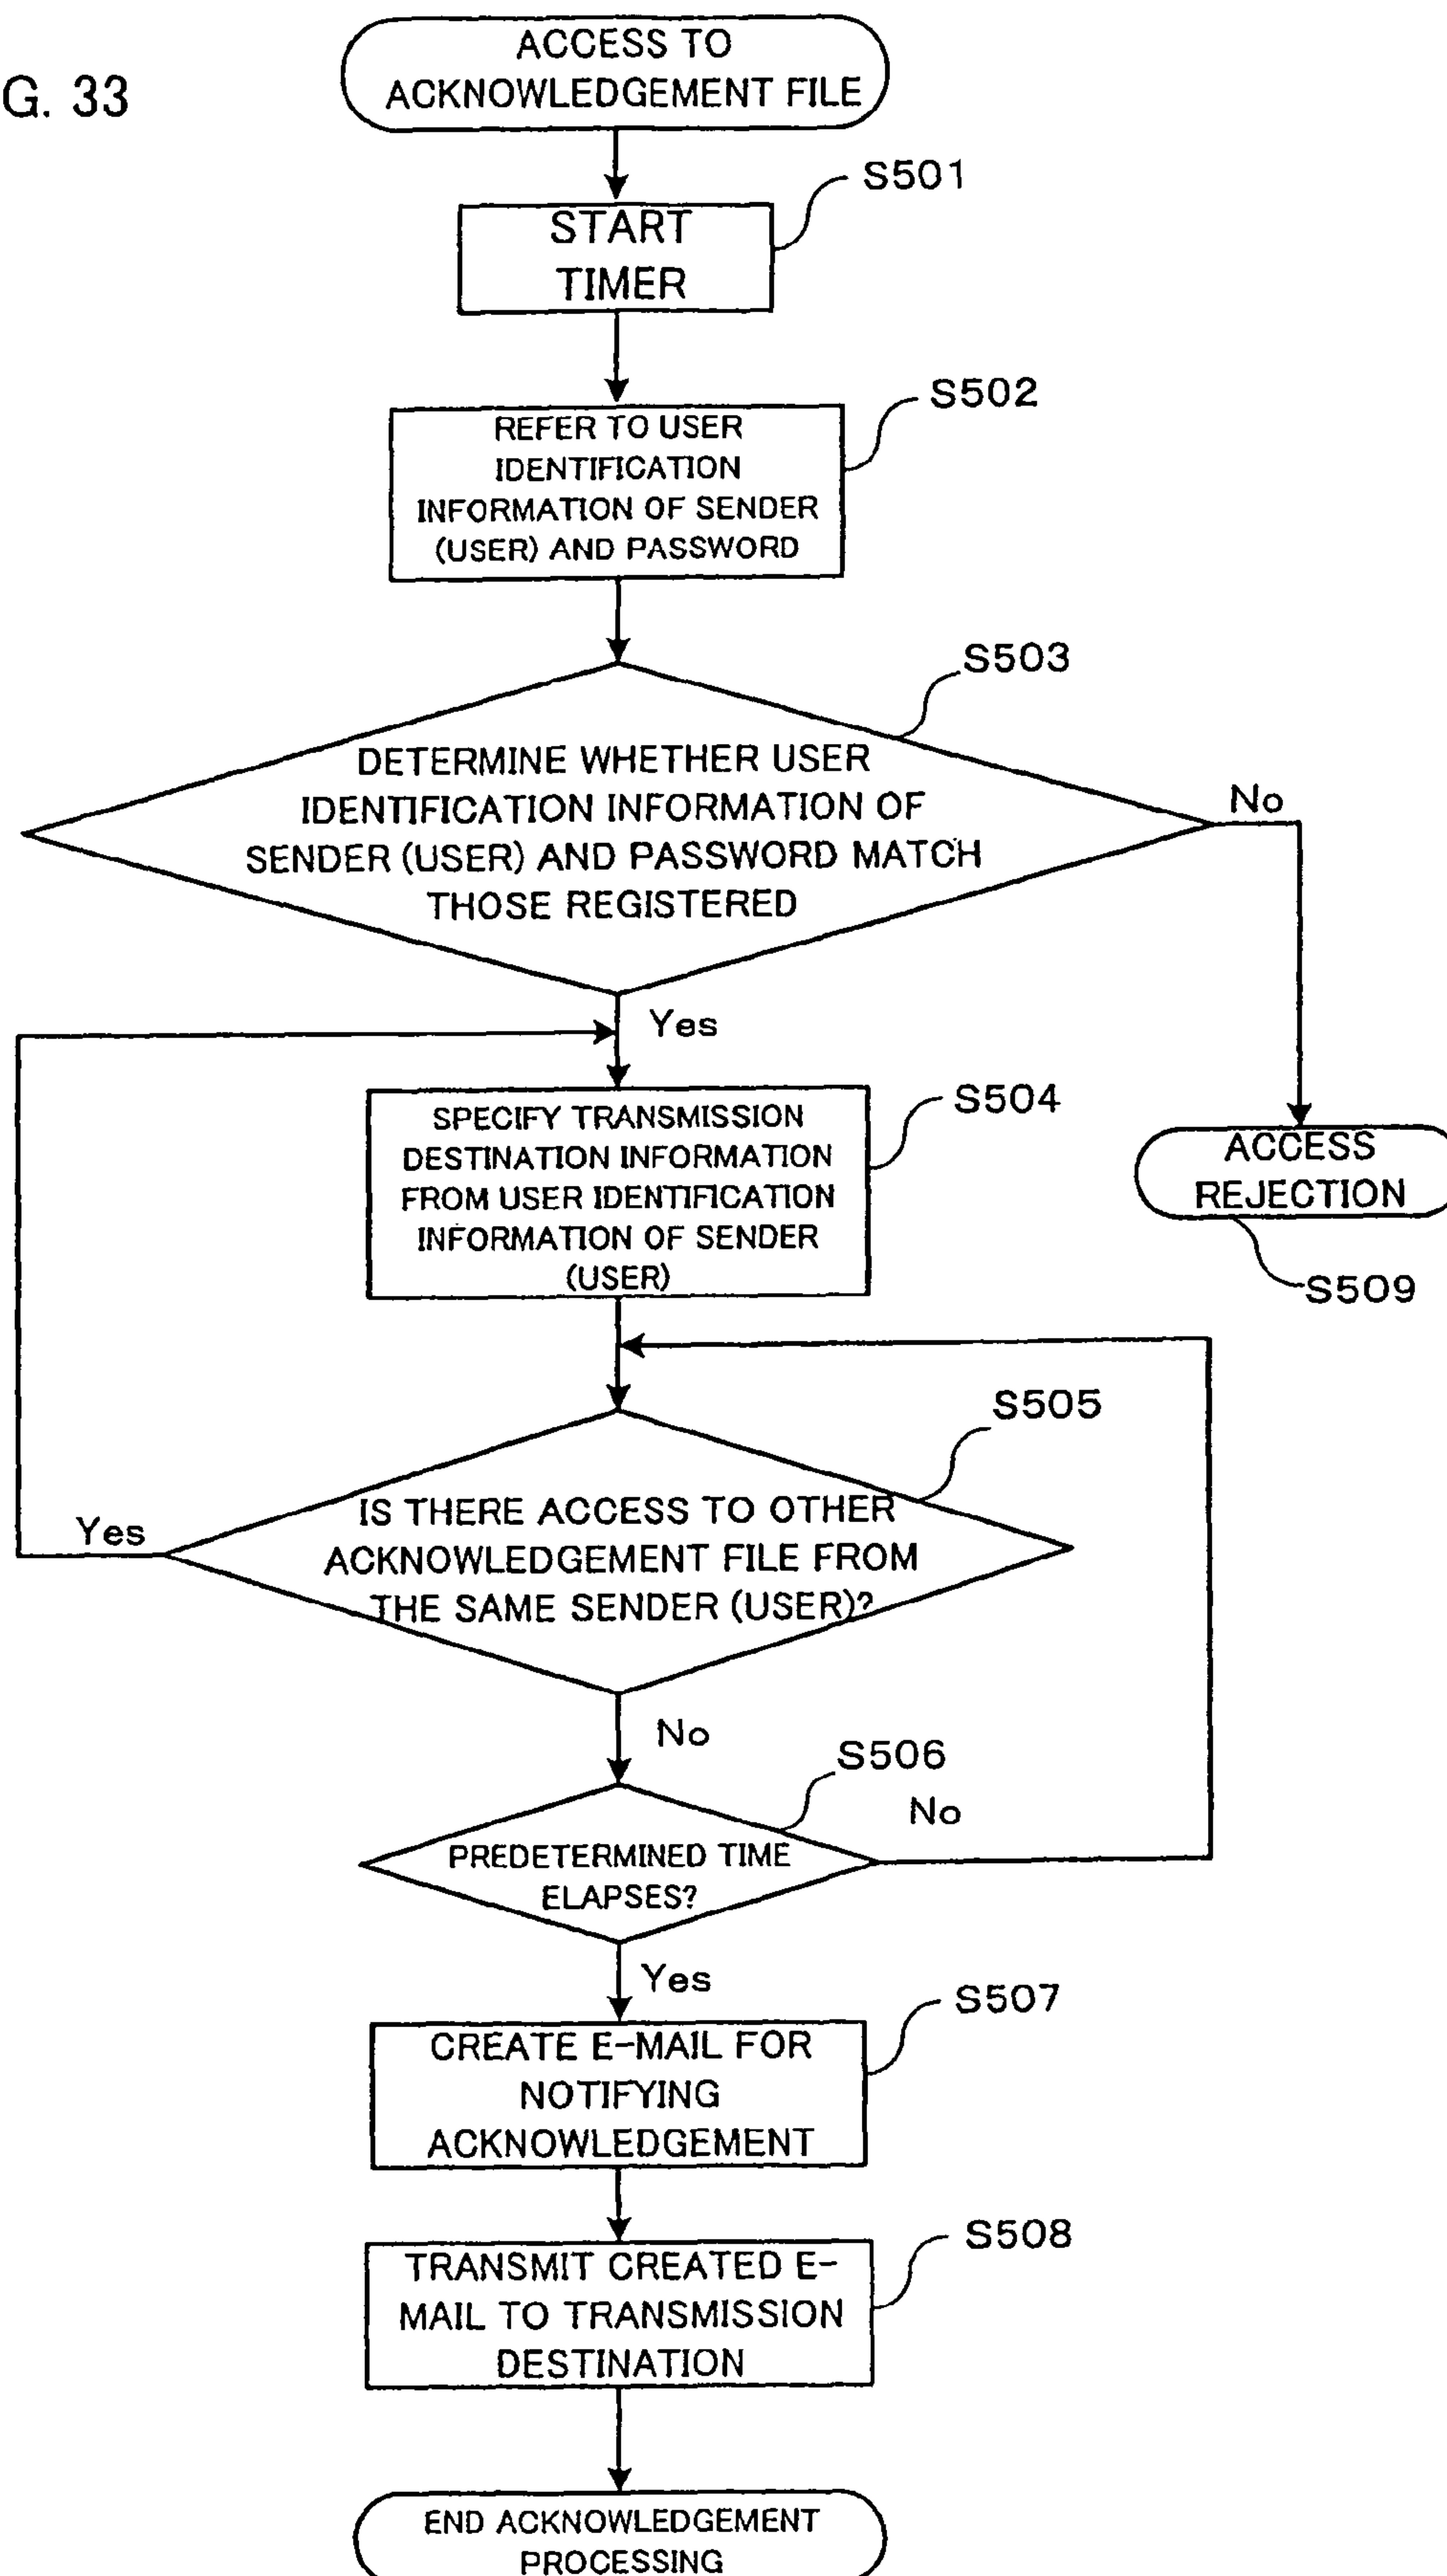 G. 33
ACCESS TO
ACKNOWLEDGEMENT FILE
S501
START
TIMER
S502
REFER TO USER
IDENTIFICATION
INFORMATION OF SENDER
(USER) AND PASSWORD
S503
DETERMINE WHETHER USER
IDENTIFICATION INFORMATION OF
SENDER (USER) AND PASSWORD MATCH
THOSE REGISTERED
No
Yes
S504
SPECIFY TRANSMISSION
DESTINATION INFORMATION
FROM USER IDENTIFICATION
INFORMATION OF SENDER
(USER)
ACCESS
REJECTION
S509
S505
IS THERE ACCESS TO OTHER
ACKNOWLEDGEMENT FILE FROM
THE SAME SENDER (USER)?
Yes
No
S506
No
PREDETERMINED TIME
ELAPSES?
Yes
S507
CREATE E-MAIL FOR
NOTIFYING
ACKNOWLEDGEMENT
S508
TRANSMIT CREATED E-
MAIL TO TRANSMISSION
DESTINATION
END ACKNOWLEDGEMENT
PROCESSING